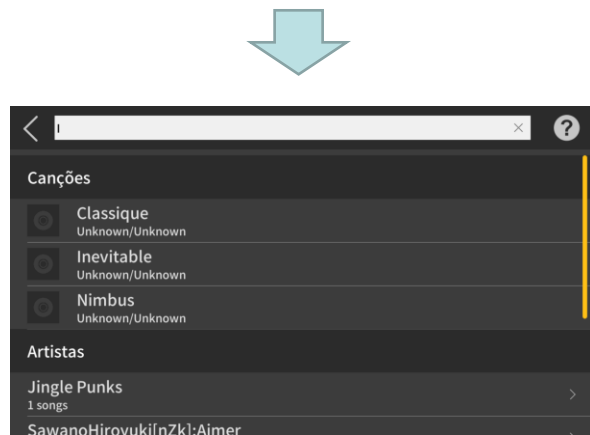 I
Canções
Classique
Unknown/Unknown
Inevitable
Unknown/Unknown
Nimbus
Unknown/Unknown
Artistas
Jingle Punks
1 songs
SawanoHiroyuki[nZk]:Aimer